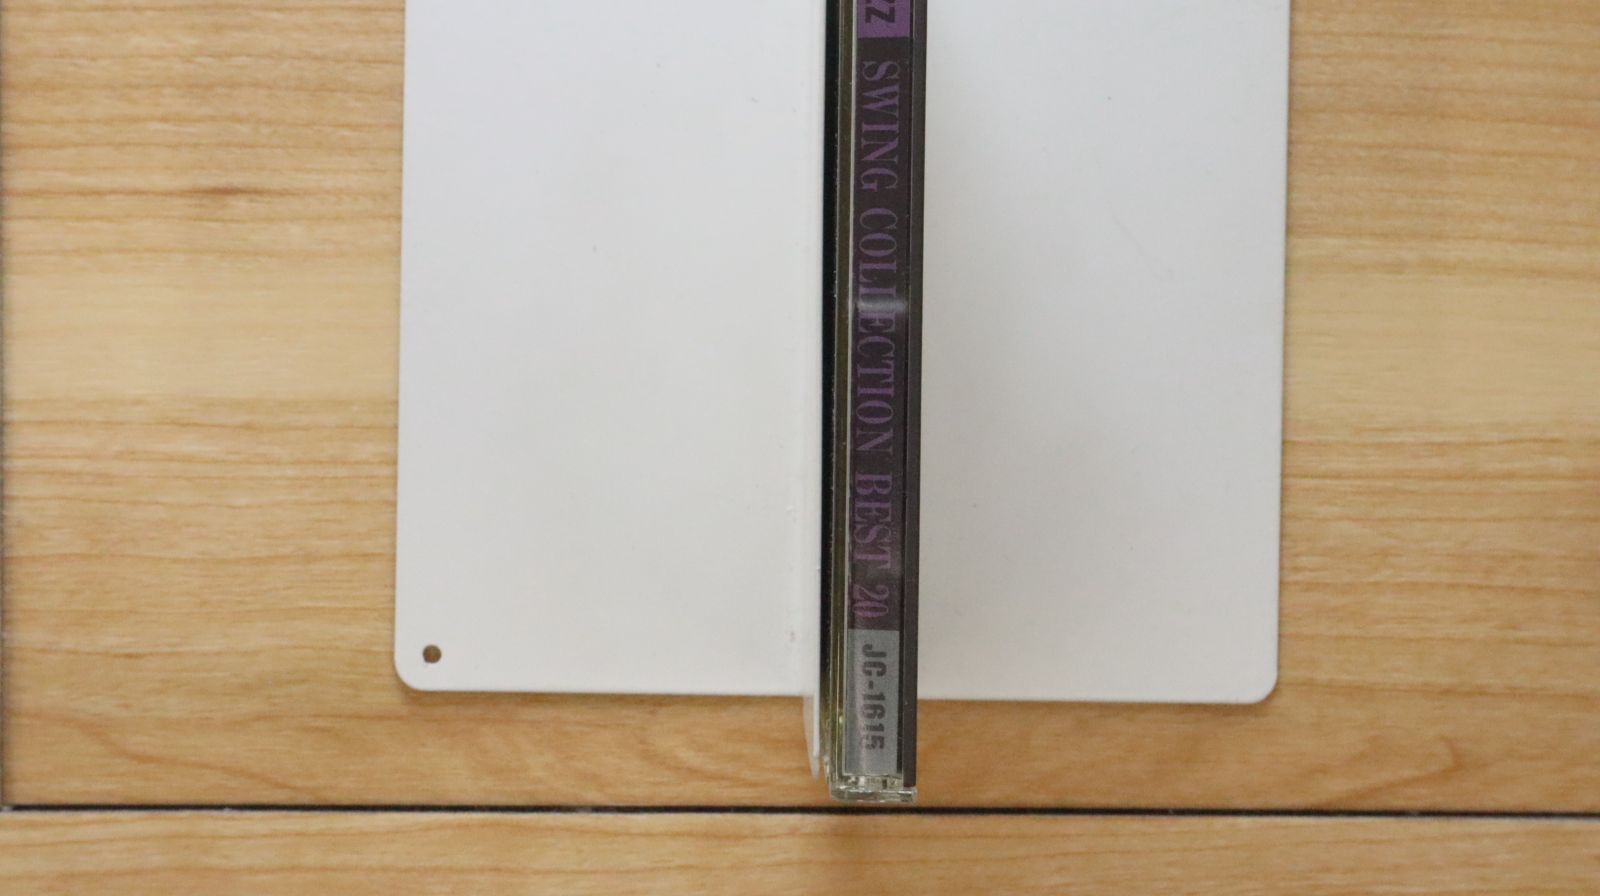 ZZ
SWING COLLECTION BEST 20
JC-1615